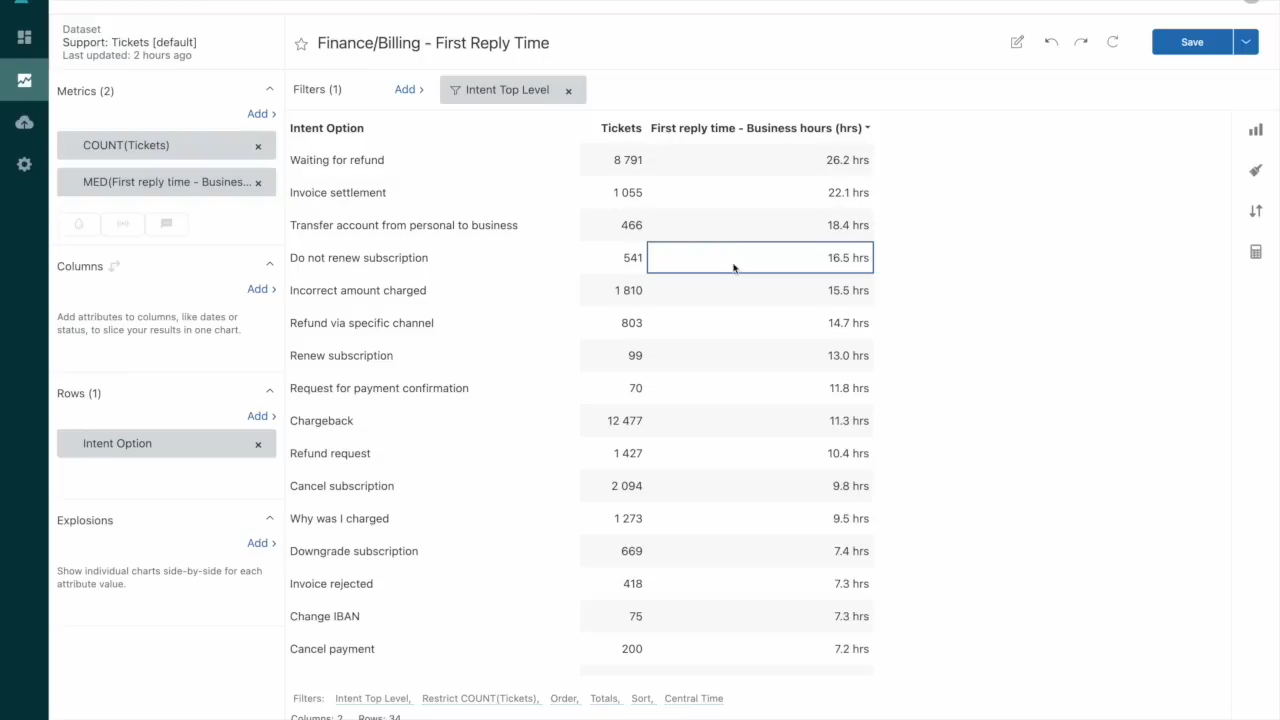 Dataset
Support: Tickets [default]
Last updated: 2 hours ago
Finance/Billing - First Reply Time
Save
Metrics (2)
Add ›
COUNT(Tickets) ×
MED(First reply time - Busines... ×
Columns
Add ›
Add attributes to columns, like dates or
status, to slice your results in one chart.
Rows (1)
Add ›
Intent Option ×
Explosions
Add ›
Show individual charts side-by-side for each
attribute value.
Filters (1) Add › Intent Top Level ×
Intent Option Tickets First reply time - Business hours (hrs)
Waiting for refund 8 791 26.2 hrs
Invoice settlement 1 055 22.1 hrs
Transfer account from personal to business 466 18.4 hrs
Do not renew subscription 541 16.5 hrs
Incorrect amount charged 1 810 15.5 hrs
Refund via specific channel 803 14.7 hrs
Renew subscription 99 13.0 hrs
Request for payment confirmation 70 11.8 hrs
Chargeback 12 477 11.3 hrs
Refund request 1 427 10.4 hrs
Cancel subscription 2 094 9.8 hrs
Why was I charged 1 273 9.5 hrs
Downgrade subscription 669 7.4 hrs
Invoice rejected 418 7.3 hrs
Change IBAN 75 7.3 hrs
Cancel payment 200 7.2 hrs
Filters: Intent Top Level, Restrict COUNT(Tickets), Order, Totals, Sort, Central Time
Columns: 2 Rows: 34